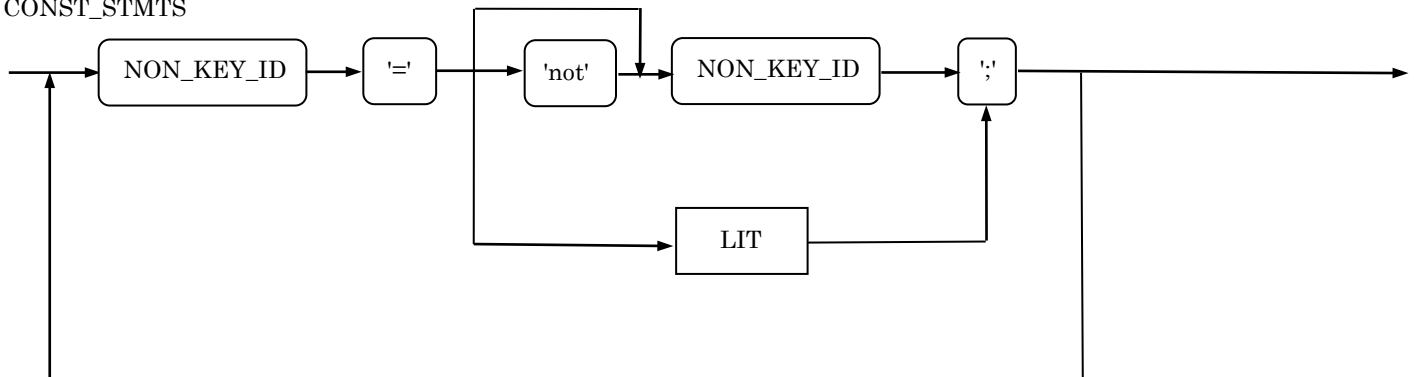 CONST_STMTS
NON_KEY_ID '=' 'not' NON_KEY_ID ';'
LIT